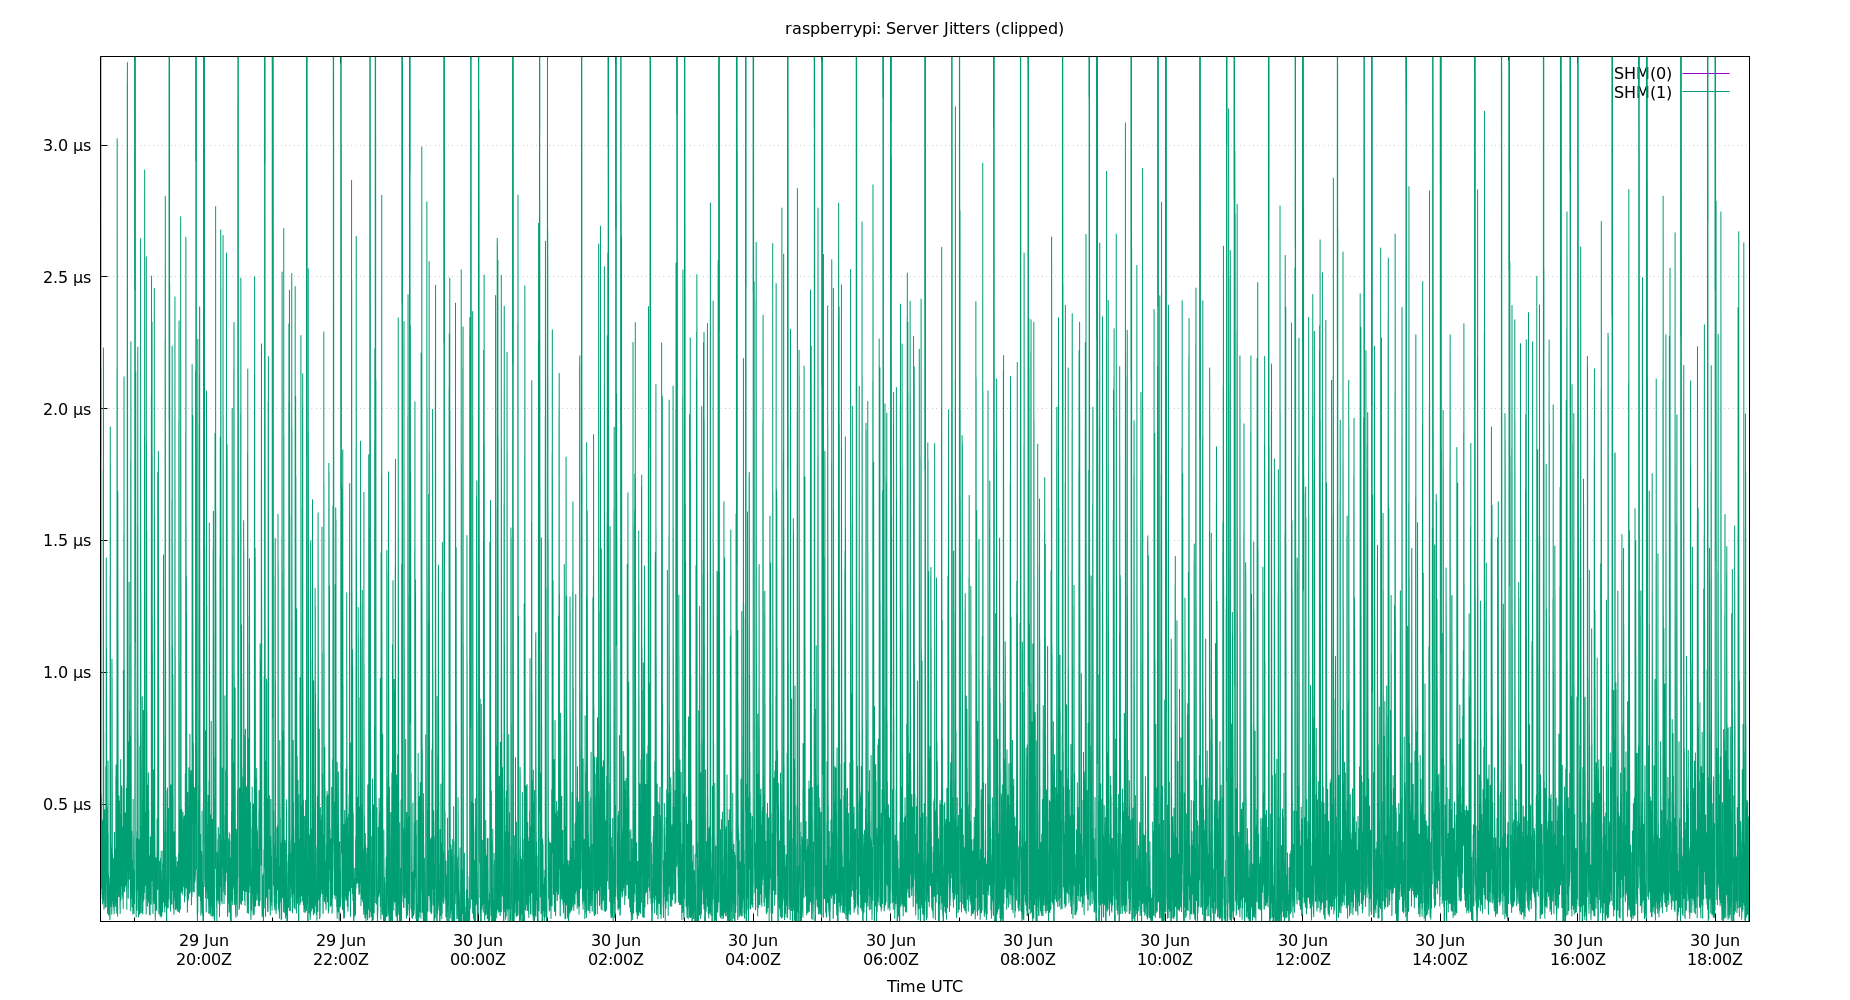 raspberrypi: Server Jitters (clipped)
SHM(0)
SHM(1)
3.0 µs
2.5 µs
2.0 µs
1.5 µs
1.0 µs
0.5 µs
29 Jun 29 Jun 30 Jun 30 Jun 30 Jun 30 Jun 30 Jun 30 Jun 30 Jun 30 Jun 30 Jun 30 Jun
20:00Z 22:00Z 00:00Z 02:00Z 04:00Z 06:00Z 08:00Z 10:00Z 12:00Z 14:00Z 16:00Z 18:00Z
Time UTC